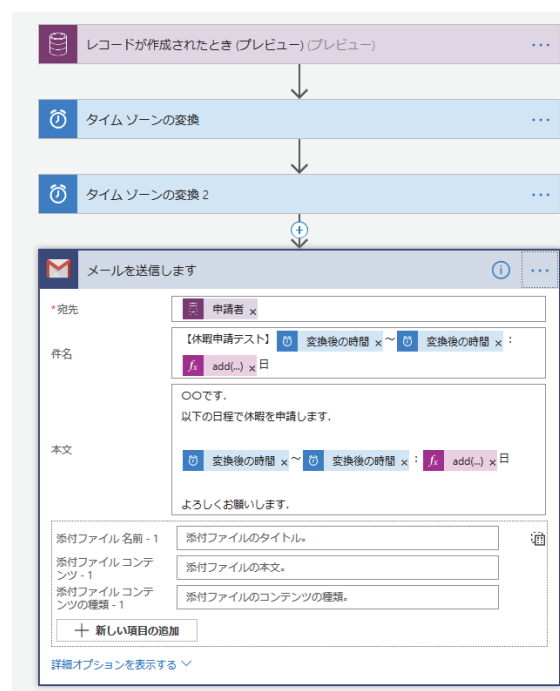 レコードが作成されたとき (プレビュー) (プレビュー)
タイム ゾーンの変換
タイム ゾーンの変換 2
メールを送信します
*宛先
申請者 x
件名
【休暇申請テスト】 変換後の時間 x ～ 変換後の時間 x :
fx add(...) x 日
本文
〇〇です.
以下の日程で休暇を申請します.
変換後の時間 x ～ 変換後の時間 x : fx add(...) x 日
よろしくお願いします.
添付ファイル 名前 - 1
添付ファイルのタイトル。
添付ファイル コンテ
ンツ - 1
添付ファイルの本文。
添付ファイル コンテ
ンツの種類 - 1
添付ファイルのコンテンツの種類。
+ 新しい項目の追加
詳細オプションを表示する